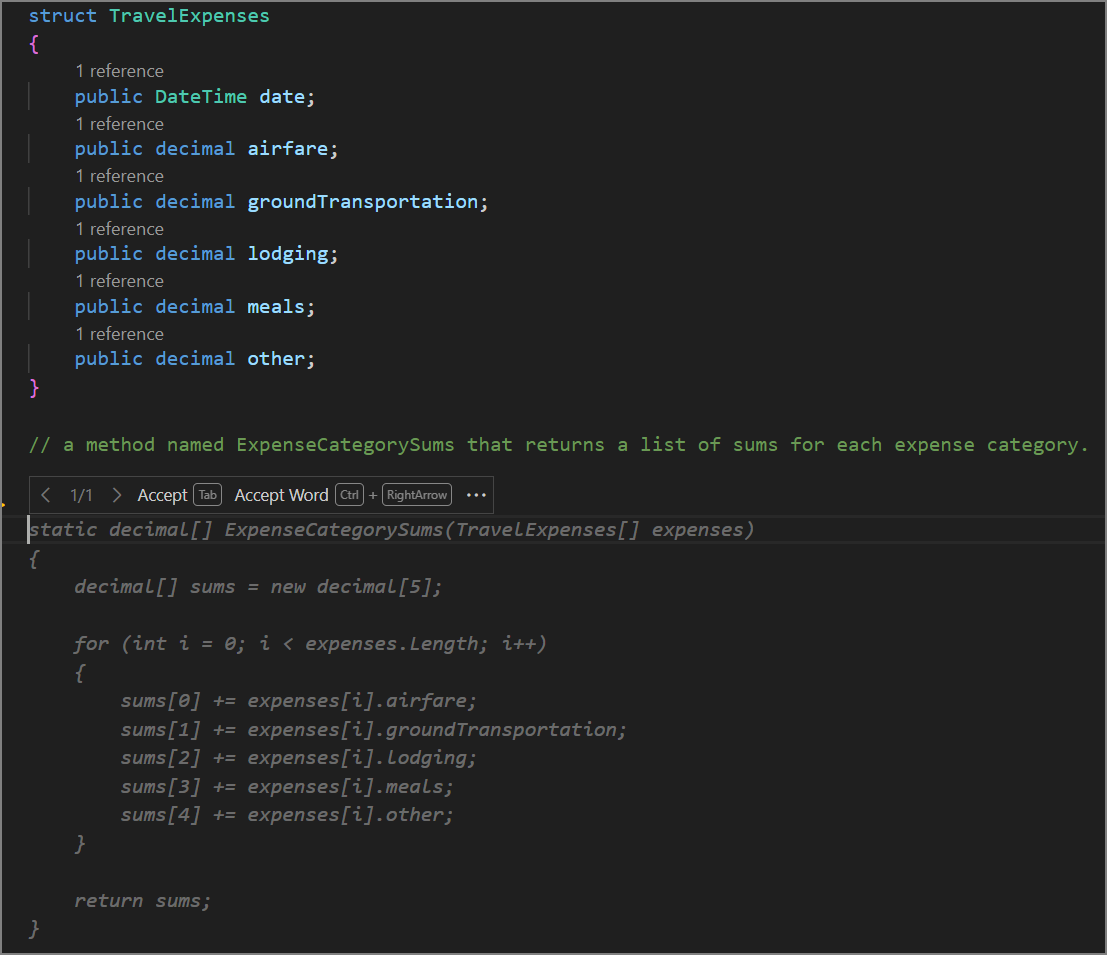 struct TravelExpenses
{
1 reference
public DateTime date;
1 reference
public decimal airfare;
1 reference
public decimal groundTransportation;
1 reference
public decimal lodging;
1 reference
public decimal meals;
1 reference
public decimal other;
}
// a method named ExpenseCategorySums that returns a list of sums for each expense category.
< 1/1 > Accept Tab Accept Word Ctrl + RightArrow ···
static decimal[] ExpenseCategorySums(TravelExpenses[] expenses)
{
decimal[] sums = new decimal[5];
for (int i = 0; i < expenses.Length; i++)
{
sums[0] += expenses[i].airfare;
sums[1] += expenses[i].groundTransportation;
sums[2] += expenses[i].lodging;
sums[3] += expenses[i].meals;
sums[4] += expenses[i].other;
}
return sums;
}